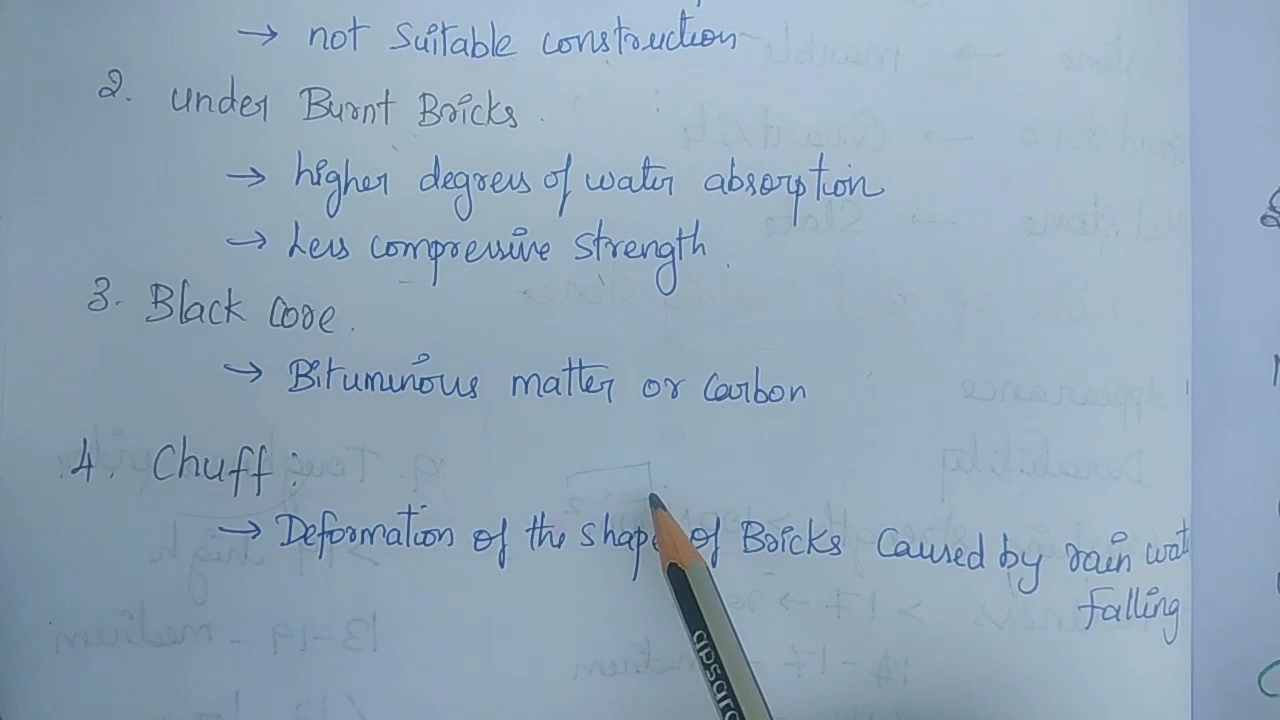 → not suitable construction
2. under Burnt Bricks.
→ higher degrees of water absorption
→ Less compressive strength.
3. Black Core.
→ Bituminous matter or carbon
4. Chuff:
→ Deformation of the shape of Bricks caused by rain wat
falling
apsara